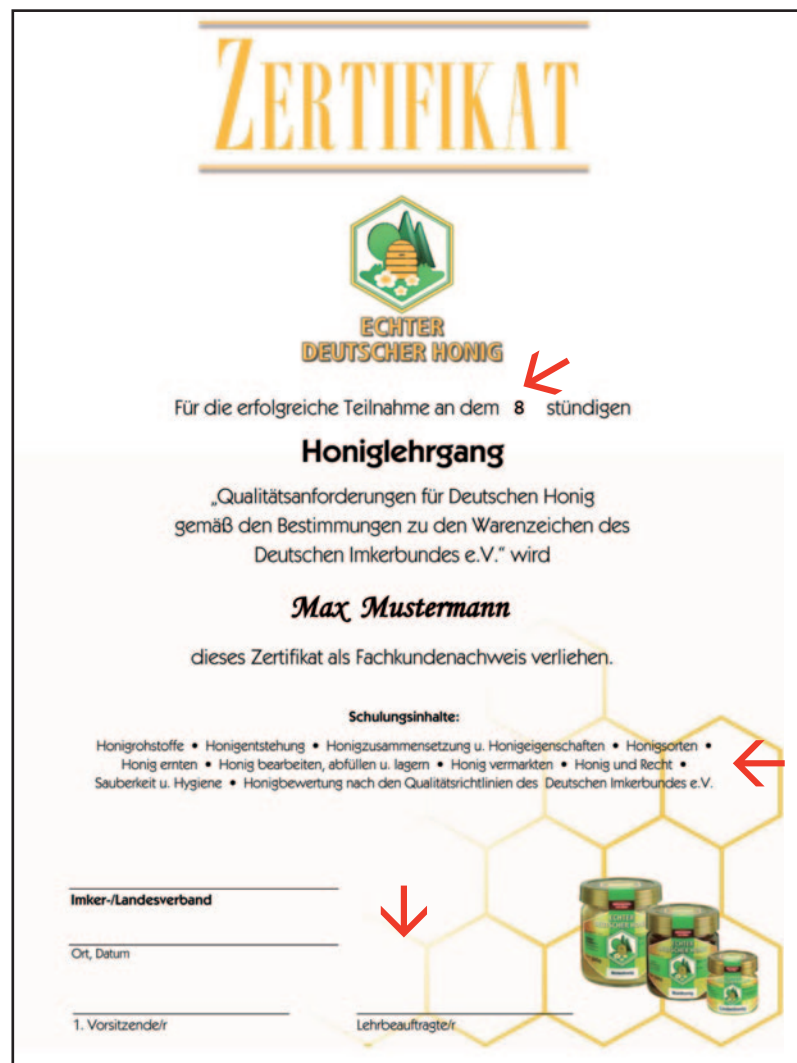 ZERTIFIKAT
ECHTER
DEUTSCHER HONIG
Für die erfolgreiche Teilnahme an dem 8 stündigen
Honiglehrgang
„Qualitätsanforderungen für Deutschen Honig
gemäß den Bestimmungen zu den Warenzeichen des
Deutschen Imkerbundes e.V.“ wird
Max Mustermann
dieses Zertifikat als Fachkundenachweis verliehen.
Schulungsinhalte:
Honigrohstoffe • Honigentstehung • Honigzusammensetzung u. Honigeigenschaften • Honigsorten •
Honig ernten • Honig bearbeiten, abfüllen u. lagern • Honig vermarkten • Honig und Recht •
Sauberkeit u. Hygiene • Honigbewertung nach den Qualitätsrichtlinien des Deutschen Imkerbundes e.V.
Imker-/Landesverband
Ort, Datum
1. Vorsitzende/r
Lehrbeauftragte/r